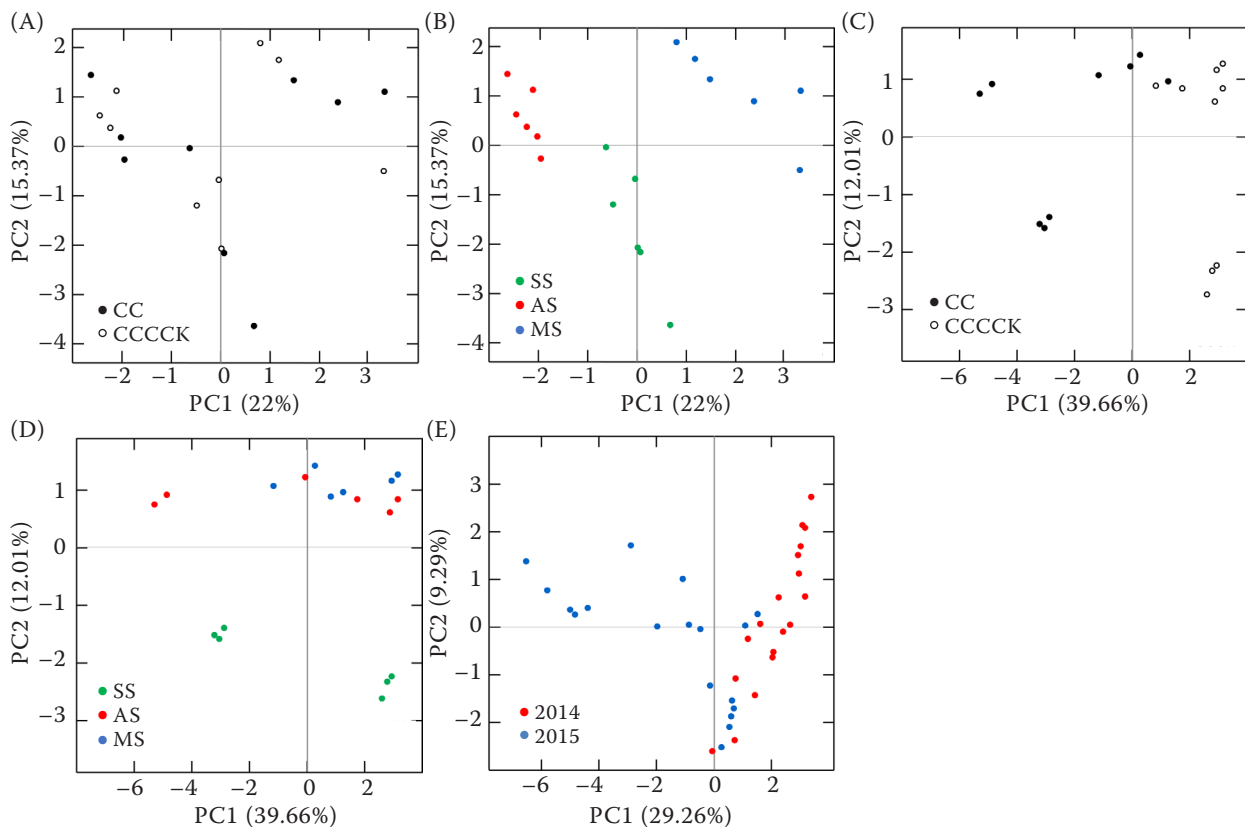 (A)
2
1
0
−1
−2
−3
−4
PC2 (15.37%)
CC
CCCCK
−2
−1
0
1
2
3
PC1 (22%)
(B)
2
1
0
−1
−2
−3
−4
PC2 (15.37%)
SS
AS
MS
−2
−1
0
1
2
3
PC1 (22%)
(C)
1
0
−1
−3
PC2 (12.01%)
CC
CCCCK
−6
−4
−2
0
2
PC1 (39.66%)
(D)
1
0
−1
−2
−3
PC2 (12.01%)
SS
AS
MS
−6
−4
−2
0
2
PC1 (39.66%)
(E)
3
2
1
0
−1
−2
PC2 (9.29%)
2014
2015
−6
−4
−2
0
2
PC1 (29.26%)